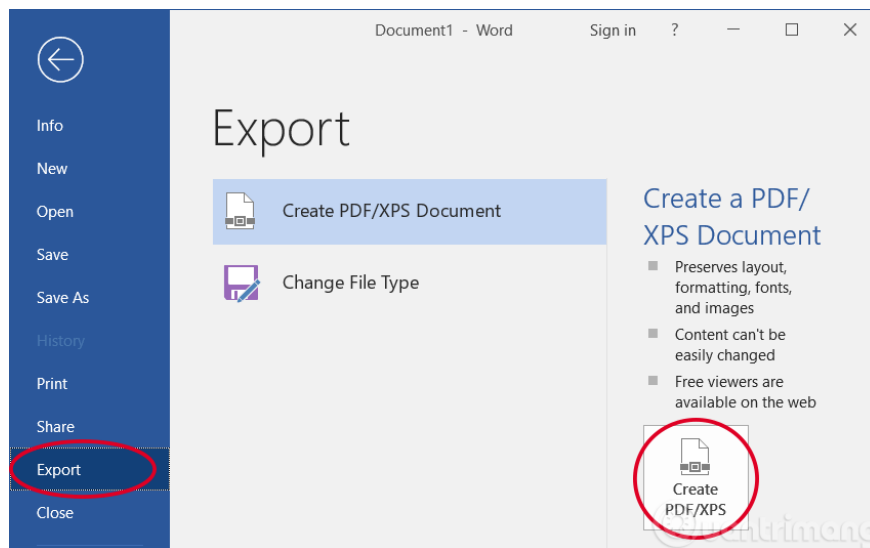 Document1 - Word
Sign in
?
Info
New
Open
Save
Save As
History
Print
Share
Export
Close
Export
Create PDF/XPS Document
Change File Type
Create a PDF/
XPS Document
Preserves layout,
formatting, fonts,
and images
Content can't be
easily changed
Free viewers are
available on the web
Create
PDF/XPS
uantrimang